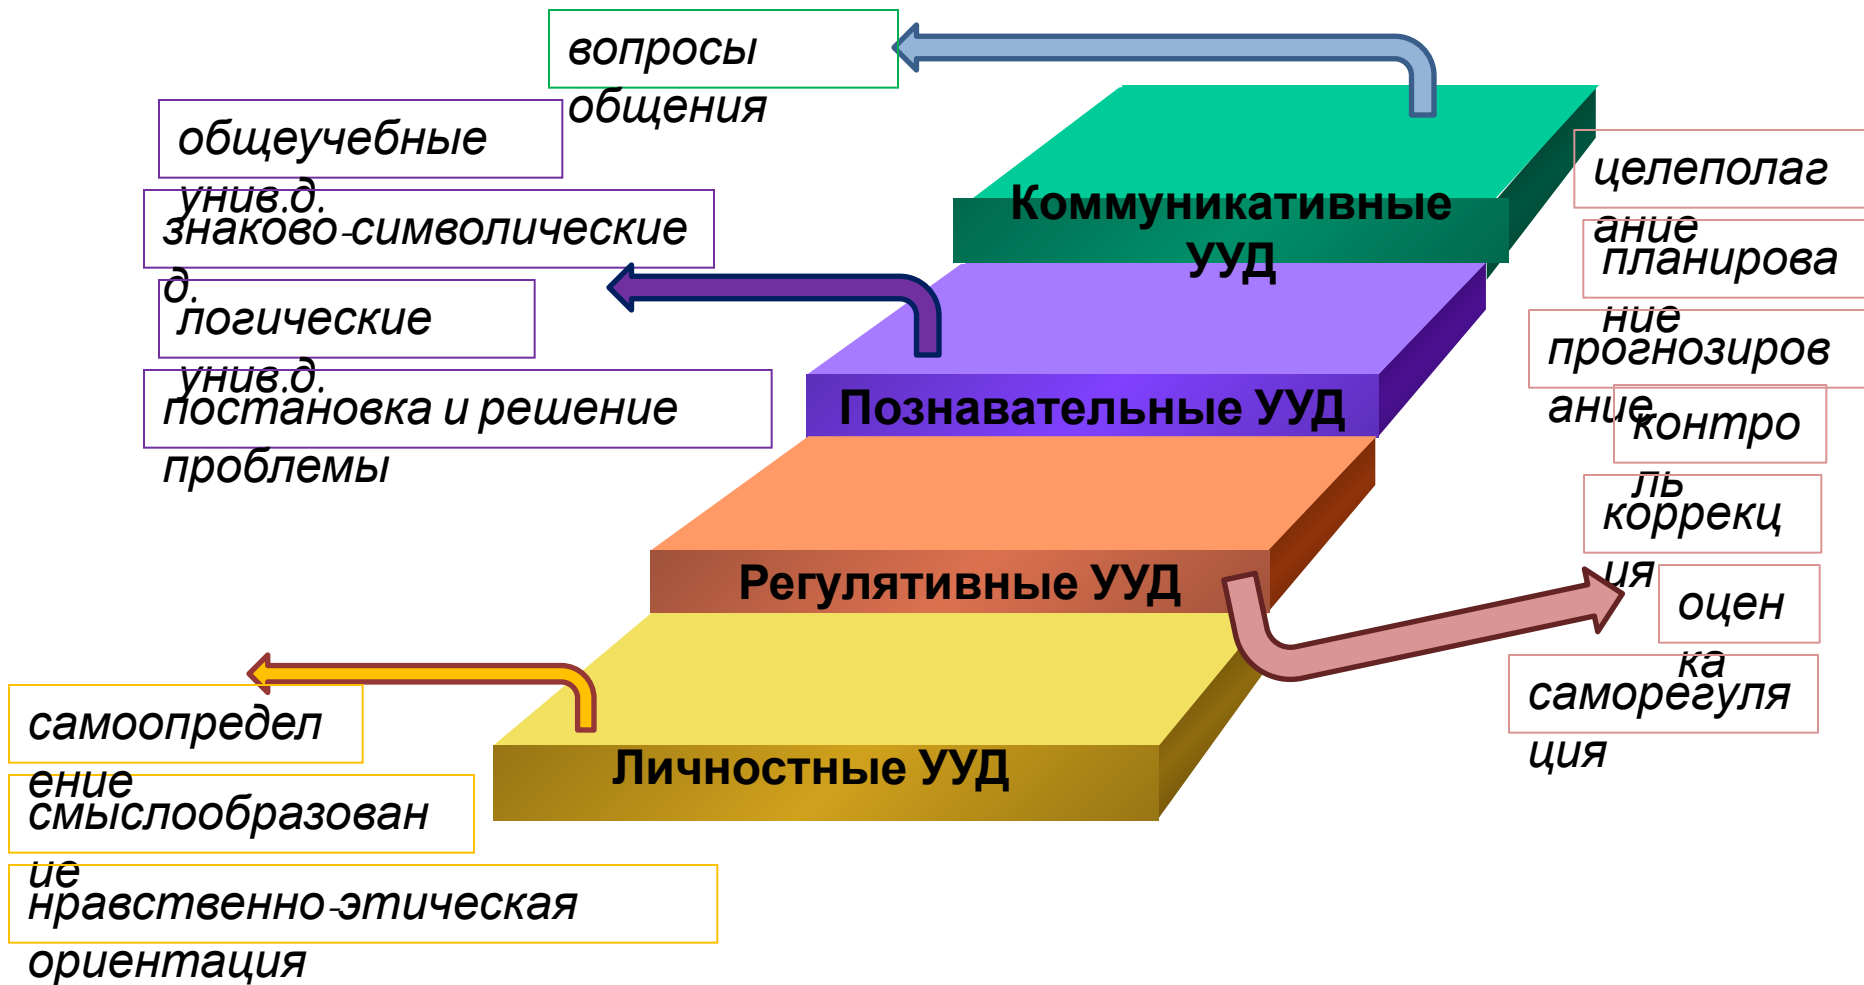 вопросы
общения
общеучебные
унив.д.
знаково-символические
д.
логические
унив.д.
постановка и решение
проблемы
Коммуникативные
УУД
Познавательные УУД
Регулятивные УУД
Личностные УУД
целеполаг
ание
планирова
ние
прогнозиров
ание
контро
ль
коррекц
ия
оцен
ка
саморегуля
ция
самоопредел
ение
смыслообразован
ие
нравственно-этическая
ориентация